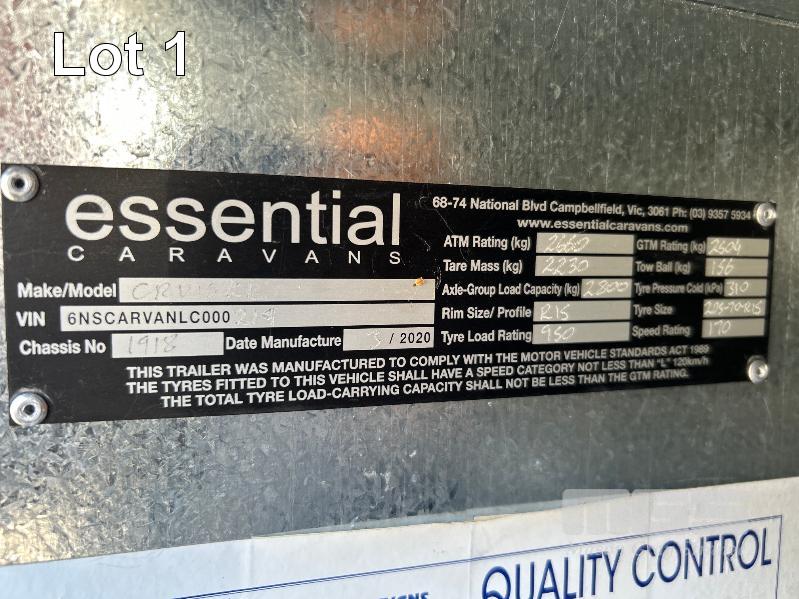 Lot 1
essential
CARAVANS
68-74 National Blvd Campbellfield, Vic, 3061 Ph: (03) 9357 5934
www.essentialcaravans.com
ATM Rating (kg) GTM Rating (kg) 2504
Tare Mass (kg) 2230 Tow Ball (kg) 156
Make/Model
Axle-Group Load Capacity (kg) 2800 Tyre Pressure Cold (kPa) 310
VIN 6NSCARVANLC000
Rim Size/ Profile R15 Tyre Size 205-70-R15
Chassis No 1918 Date Manufacture 3 / 2020
Tyre Load Rating 950 Speed Rating 170
THIS TRAILER WAS MANUFACTURED TO COMPLY WITH THE MOTOR VEHICLE STANDARDS ACT 1989
THE TYRES FITTED TO THIS VEHICLE SHALL HAVE A SPEED CATEGORY NOT LESS THAN "L" 120km/h
THE TOTAL TYRE LOAD-CARRYING CAPACITY SHALL NOT BE LESS THAN THE GTM RATING.
QUALITY CONTROL